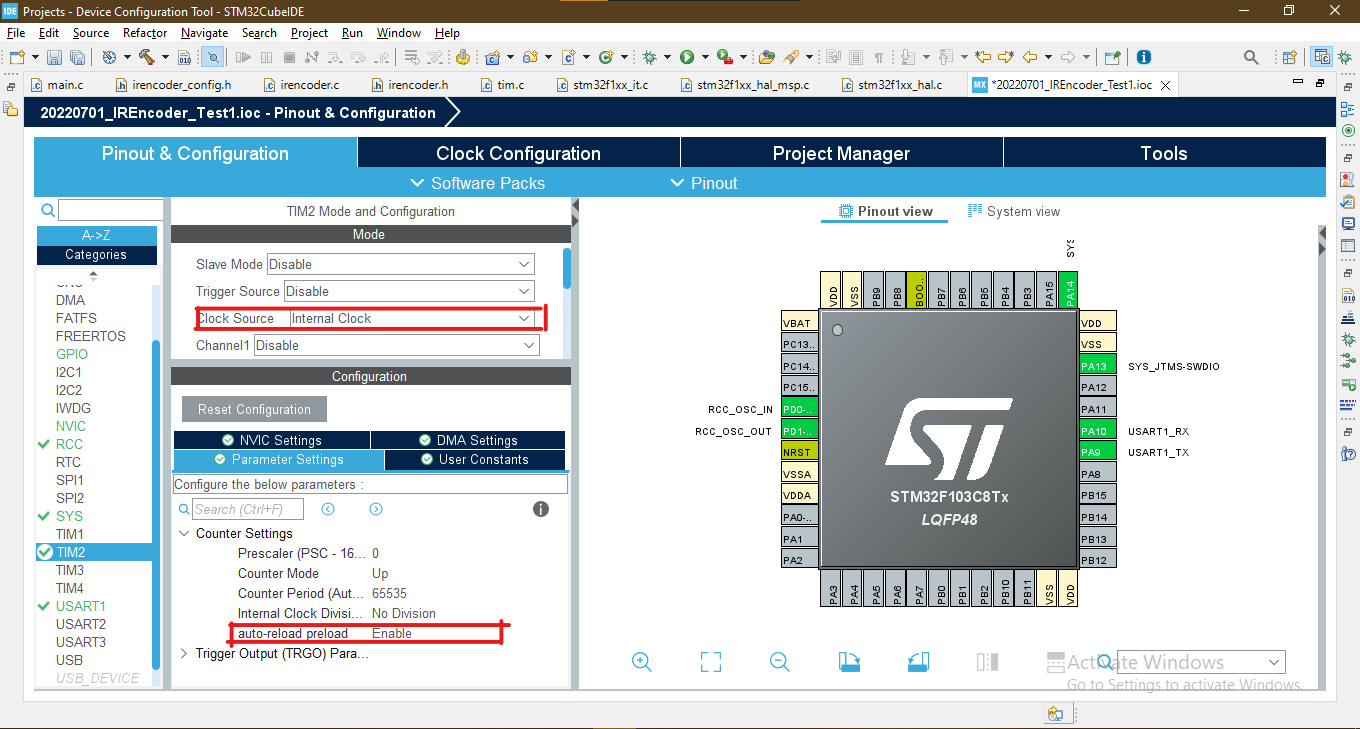 IDE Projects - Device Configuration Tool - STM32CubeIDE
File Edit Source Refactor Navigate Search Project Run Window Help
main.c irencoder_config.h irencoder.c irencoder.h tim.c stm32f1xx_it.c stm32f1xx_hal_msp.c stm32f1xx_hal.c MX *20220701_IREncoder_Test1.ioc
20220701_IREncoder_Test1.ioc - Pinout & Configuration
Pinout & Configuration Clock Configuration Project Manager Tools
Software Packs Pinout
A->Z
Categories
DMA
FATFS
FREERTOS
GPIO
I2C1
I2C2
IWDG
NVIC
RCC
RTC
SPI1
SPI2
SYS
TIM1
TIM2
TIM3
TIM4
USART1
USART2
USART3
USB
USB_DEVICE
TIM2 Mode and Configuration
Mode
Slave Mode Disable
Trigger Source Disable
Clock Source Internal Clock
Channel1 Disable
Configuration
Reset Configuration
NVIC Settings DMA Settings
Parameter Settings User Constants
Configure the below parameters :
Search (Ctrl+F)
Counter Settings
Prescaler (PSC - 16... 0
Counter Mode Up
Counter Period (Aut... 65535
Internal Clock Divisi... No Division
auto-reload preload Enable
Trigger Output (TRGO) Para...
Pinout view System view
SYS
VDD VSS PB9 PB8 BOO.. PB7 PB6 PB5 PB4 PB3 PA15 PA14
VBAT
PC13..
PC14..
PC15..
RCC_OSC_IN PD0-..
RCC_OSC_OUT PD1-..
NRST
VSSA
VDDA
PA0-..
PA1
PA2
STM32F103C8Tx
LQFP48
VDD
VSS
PA13 SYS_JTMS-SWDIO
PA12
PA11
PA10 USART1_RX
PA9 USART1_TX
PA8
PB15
PB14
PB13
PB12
PA3 PA4 PA5 PA6 PA7 PB0 PB1 PB2 PB10 PB11 VSS VDD
Activate Windows
Go to Settings to activate Windows.